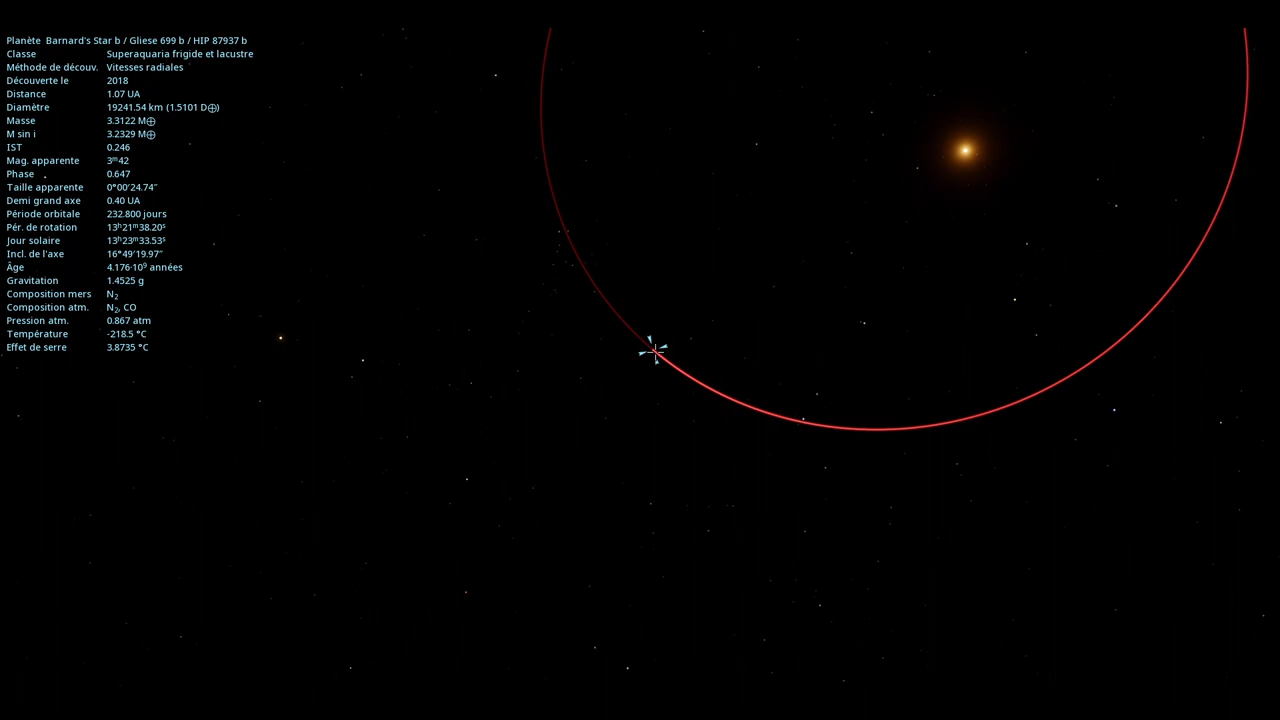 Planète Barnard's Star b / Gliese 699 b / HIP 87937 b
Classe Superaquaria frigide et lacustre
Méthode de découv. Vitesses radiales
Découverte le 2018
Distance 1.07 UA
Diamètre 19241.54 km (1.5101 D⊕)
Masse 3.3122 M⊕
M sin i 3.2329 M⊕
IST 0.246
Mag. apparente 3ᵐ42
Phase 0.647
Taille apparente 0°00′24.74″
Demi grand axe 0.40 UA
Période orbitale 232.800 jours
Pér. de rotation 13ʰ21ᵐ38.20ˢ
Jour solaire 13ʰ23ᵐ33.53ˢ
Incl. de l'axe 16°49′19.97″
Âge 4.176·10⁹ années
Gravitation 1.4525 g
Composition mers N₂
Composition atm. N₂, CO
Pression atm. 0.867 atm
Température -218.5 °C
Effet de serre 3.8735 °C